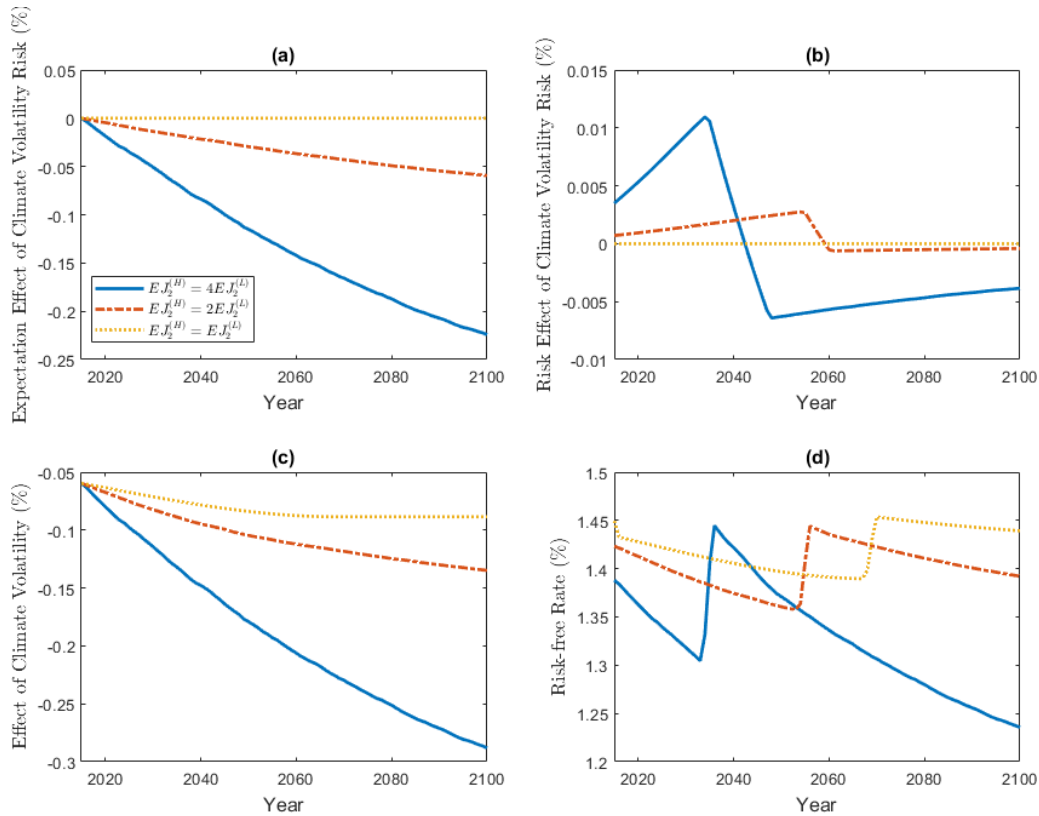 (a)
Expectation Effect of Climate Volatility Risk (%)
0.05
0
-0.05
-0.1
-0.15
-0.2
-0.25
$EJ_2^{(H)} = 4EJ_2^{(L)}$
$EJ_2^{(H)} = 2EJ_2^{(L)}$
$EJ_2^{(H)} = EJ_2^{(L)}$
2020 2040 2060 2080 2100
Year
(b)
Risk Effect of Climate Volatility Risk (%)
0.015
0.01
0.005
0
-0.005
-0.01
2020 2040 2060 2080 2100
Year
(c)
Effect of Climate Volatility (%)
-0.05
-0.1
-0.15
-0.2
-0.25
-0.3
2020 2040 2060 2080 2100
Year
(d)
Risk-free Rate (%)
1.5
1.45
1.4
1.35
1.3
1.25
1.2
2020 2040 2060 2080 2100
Year